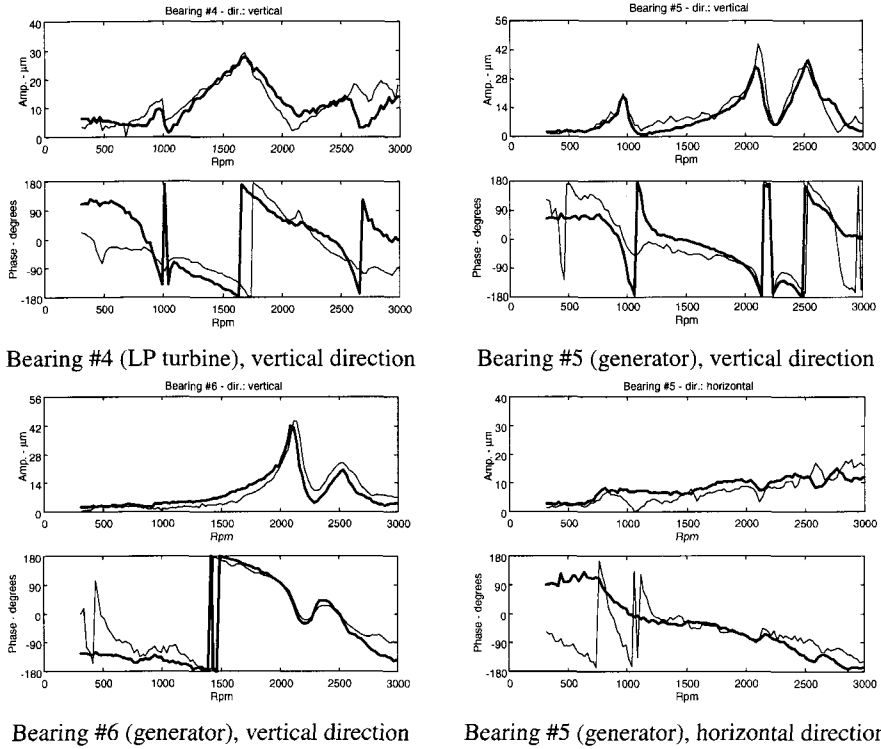 Bearing #4 - dir.: vertical
Amp. - µm
40
30
20
10
0
0 500 1000 1500 2000 2500 3000
Rpm
Phase - degrees
180
90
0
-90
-180
0 500 1000 1500 2000 2500 3000
Rpm
Bearing #4 (LP turbine), vertical direction
Bearing #5 - dir.: vertical
Amp. - µm
56
42
28
14
0
0 500 1000 1500 2000 2500 3000
Rpm
Phase - degrees
180
90
0
-90
-180
0 500 1000 1500 2000 2500 3000
Rpm
Bearing #5 (generator), vertical direction
Bearing #6 - dir.: vertical
Amp. - µm
56
42
28
14
0
0 500 1000 1500 2000 2500 3000
Rpm
Phase - degrees
180
90
0
-90
-180
0 500 1000 1500 2000 2500 3000
Rpm
Bearing #6 (generator), vertical direction
Bearing #5 - dir.: horizontal
Amp. - µm
40
30
20
10
0
0 500 1000 1500 2000 2500 3000
Rpm
Phase - degrees
180
90
0
-90
-180
0 500 1000 1500 2000 2500 3000
Rpm
Bearing #5 (generator), horizontal direction